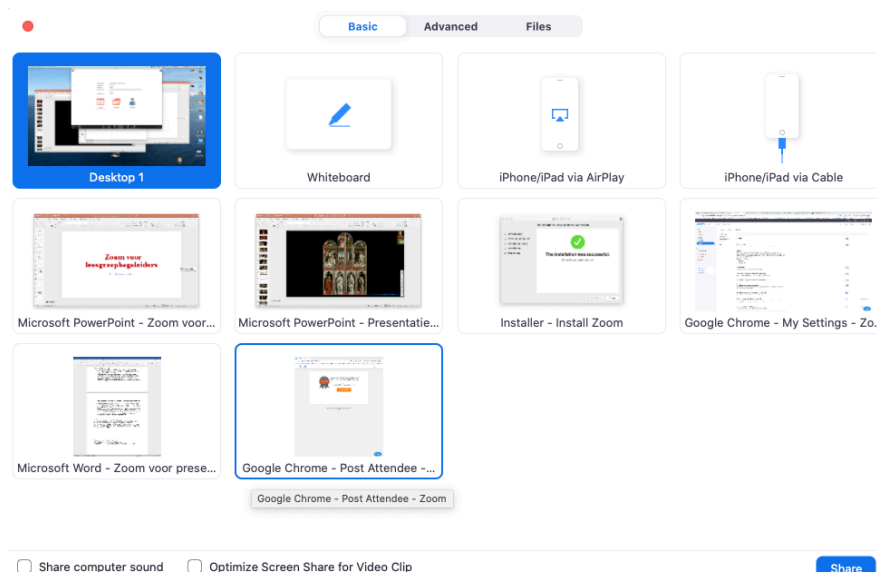 Basic Advanced Files
Desktop 1
Whiteboard
iPhone/iPad via AirPlay
iPhone/iPad via Cable
Zoom voor
leesgroepbegeleiders
Microsoft PowerPoint - Zoom voor...
Microsoft PowerPoint - Presentatie...
The installation was successful.
Installer - Install Zoom
Google Chrome - My Settings - Zo...
Microsoft Word - Zoom voor prese...
Google Chrome - Post Attendee -...
Google Chrome - Post Attendee - Zoom
Share computer sound
Optimize Screen Share for Video Clip
Share